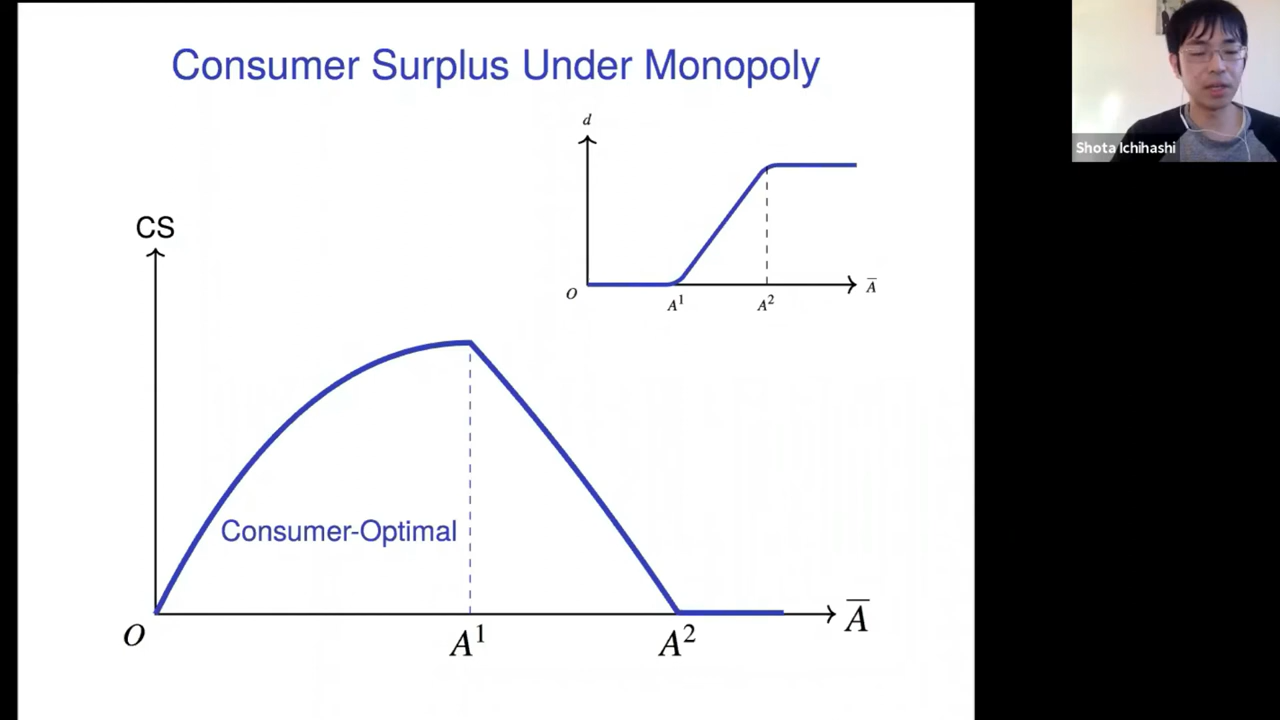 Consumer Surplus Under Monopoly
d
O
A¹
A²
A̅
CS
Consumer-Optimal
O
A¹
A²
A̅
Shota Ichihashi